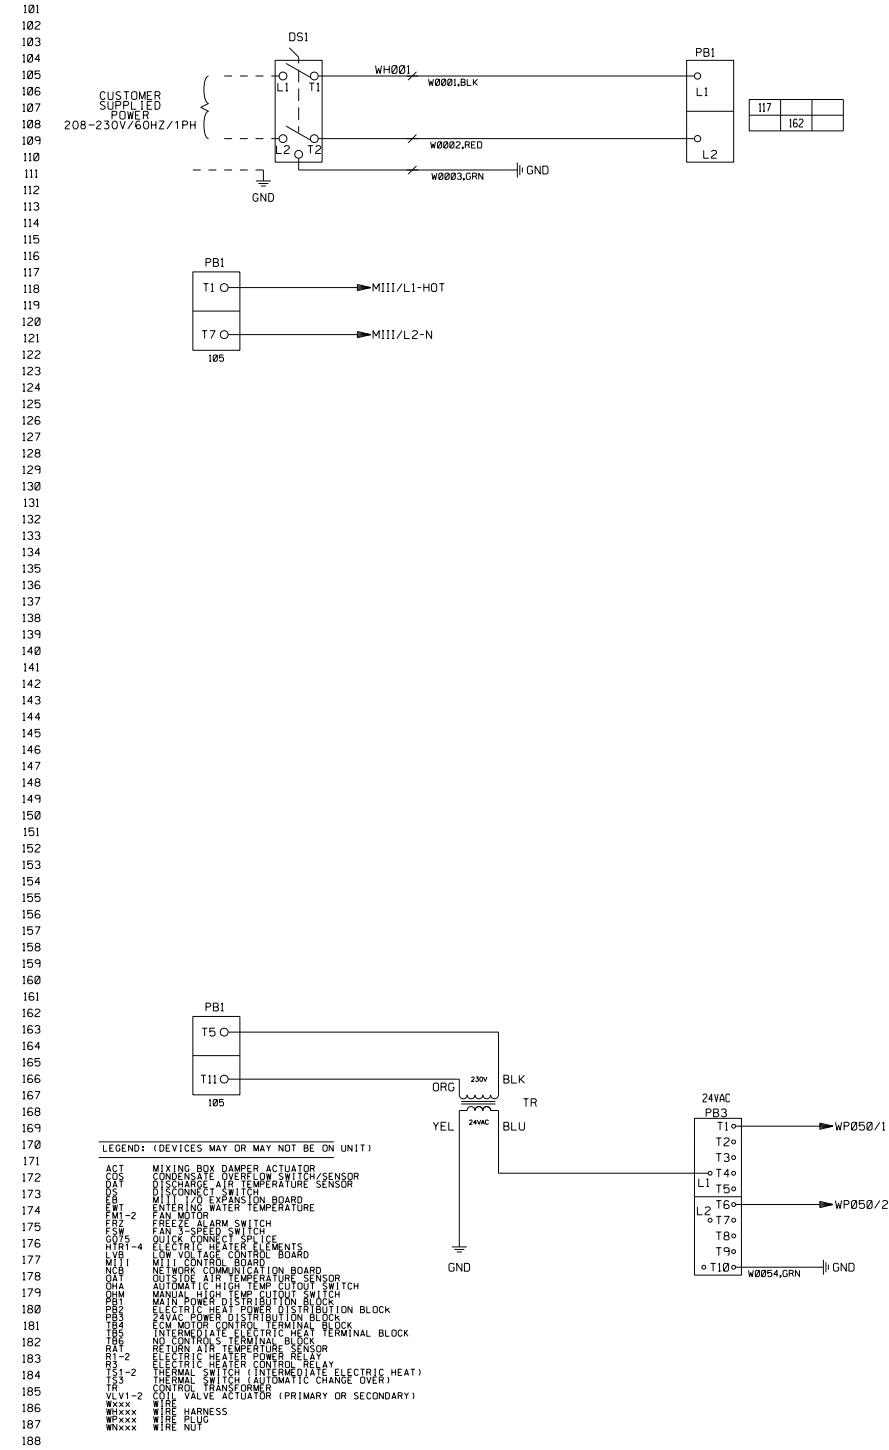 101
102
103
DS1
104
PB1
105
WH001
W0001,BLK
L1
T1
L1
106
CUSTOMER
SUPPLIED
POWER
208-230V/60HZ/1PH
107
117
108
162
109
W0002,RED
L2
T2
L2
110
111
W0003,GRN
GND
112
GND
113
114
115
116
PB1
117
118
T1
MIII/L1-HOT
119
120
121
T7
MIII/L2-N
122
105
123
124
125
126
127
128
129
130
131
132
133
134
135
136
137
138
139
140
141
142
143
144
145
146
147
148
149
150
151
152
153
154
155
156
157
158
159
160
161
162
PB1
163
T5
164
165
166
T11
ORG
230V
BLK
167
105
TR
24VAC
168
PB3
169
YEL
24VAC
BLU
T1
WP050/1
170
T2
LEGEND: (DEVICES MAY OR MAY NOT BE ON UNIT)
171
T3
172
T4
L1
173
T5
174
T6
WP050/2
L2
175
T7
176
T8
177
T9
178
T10
W0054,GRN
GND
GND
179
180
181
182
183
184
185
186
187
188
ACT MIXING BOX DAMPER ACTUATOR
COS CONDENSATE OVERFLOW SWITCH/SENSOR
DAT DISCHARGE AIR TEMPERATURE SENSOR
DS DISCONNECT SWITCH
EB MIII I/O EXPANSION BOARD
EWT ENTERING WATER TEMPERATURE
FM1-2 FAN MOTOR
FRZ FREEZE ALARM SWITCH
FSW FAN 3-SPEED SWITCH
GQ75 QUICK CONNECT SPLICE
HTR1-4 ELECTRIC HEATER ELEMENTS
LVB LOW VOLTAGE CONTROL BOARD
MIII MIII CONTROL BOARD
NCB NETWORK COMMUNICATION BOARD
OAT OUTSIDE AIR TEMPERATURE SENSOR
OHA AUTOMATIC HIGH TEMP CUTOUT SWITCH
OHM MANUAL HIGH TEMP CUTOUT SWITCH
PB1 MAIN POWER DISTRIBUTION BLOCK
PB2 ELECTRIC HEAT POWER DISTRIBUTION BLOCK
PB3 24VAC POWER DISTRIBUTION BLOCK
TB4 ECM MOTOR CONTROL TERMINAL BLOCK
TB5 INTERMEDIATE ELECTRIC HEAT TERMINAL BLOCK
TB6 NO CONTROLS TERMINAL BLOCK
RAT RETURN AIR TEMPERTURE SENSOR
R1-2 ELECTRIC HEATER POWER RELAY
R3 ELECTRIC HEATER CONTROL RELAY
TS1-2 THERMAL SWITCH (INTERMEDIATE ELECTRIC HEAT)
TS3 THERMAL SWITCH (AUTOMATIC CHANGE OVER)
TR CONTROL TRANSFORMER
VLV1-2 COIL VALVE ACTUATOR (PRIMARY OR SECONDARY)
Wxxx WIRE
WHxxx WIRE HARNESS
WPxxx WIRE PLUG
WNxxx WIRE NUT